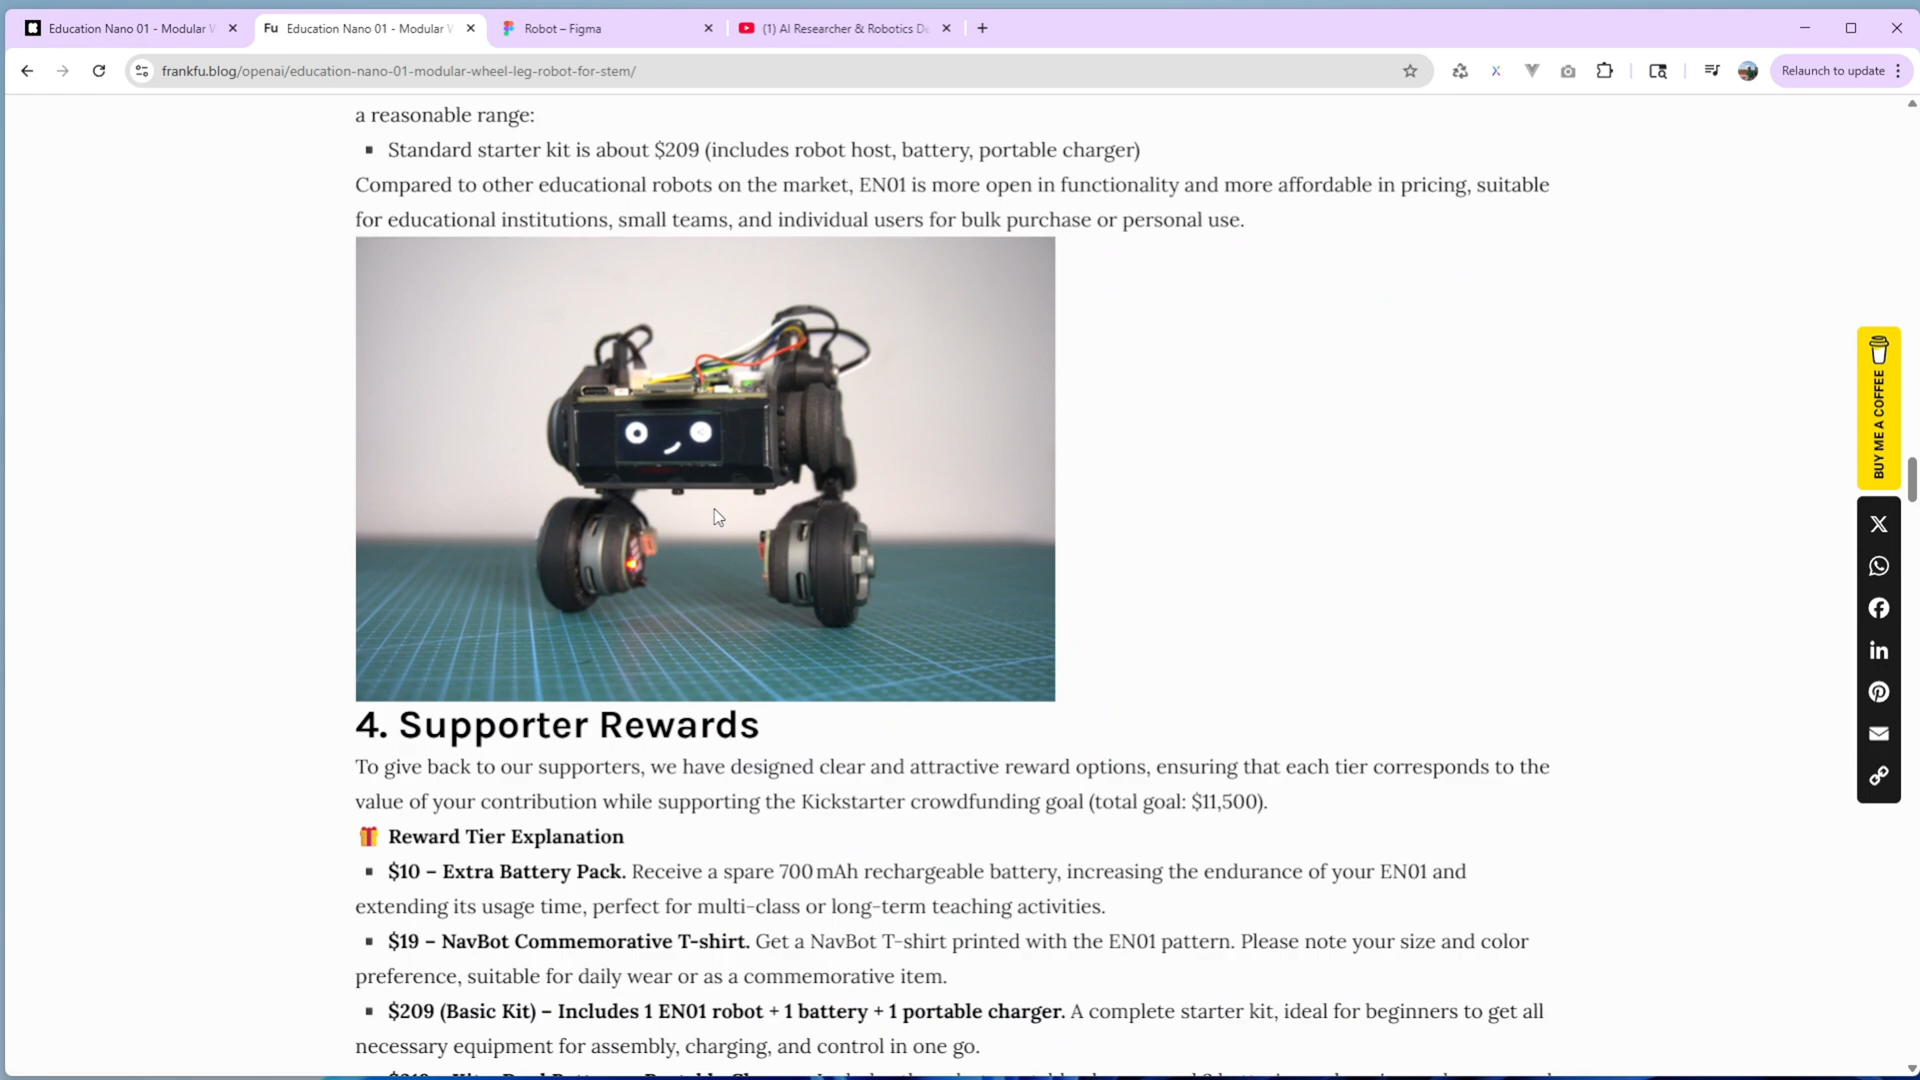 Education Nano 01 - Modular W
Fu Education Nano 01 - Modular W
Robot – Figma
(1) AI Researcher & Robotics De
frankfu.blog/openai/education-nano-01-modular-wheel-leg-robot-for-stem/
Relaunch to update
a reasonable range:
▪ Standard starter kit is about $209 (includes robot host, battery, portable charger)
Compared to other educational robots on the market, EN01 is more open in functionality and more affordable in pricing, suitable
for educational institutions, small teams, and individual users for bulk purchase or personal use.
BUY ME A COFFEE
4. Supporter Rewards
To give back to our supporters, we have designed clear and attractive reward options, ensuring that each tier corresponds to the
value of your contribution while supporting the Kickstarter crowdfunding goal (total goal: $11,500).
🎁 Reward Tier Explanation
▪ $10 – Extra Battery Pack. Receive a spare 700 mAh rechargeable battery, increasing the endurance of your EN01 and
extending its usage time, perfect for multi-class or long-term teaching activities.
▪ $19 – NavBot Commemorative T-shirt. Get a NavBot T-shirt printed with the EN01 pattern. Please note your size and color
preference, suitable for daily wear or as a commemorative item.
▪ $209 (Basic Kit) – Includes 1 EN01 robot + 1 battery + 1 portable charger. A complete starter kit, ideal for beginners to get all
necessary equipment for assembly, charging, and control in one go.